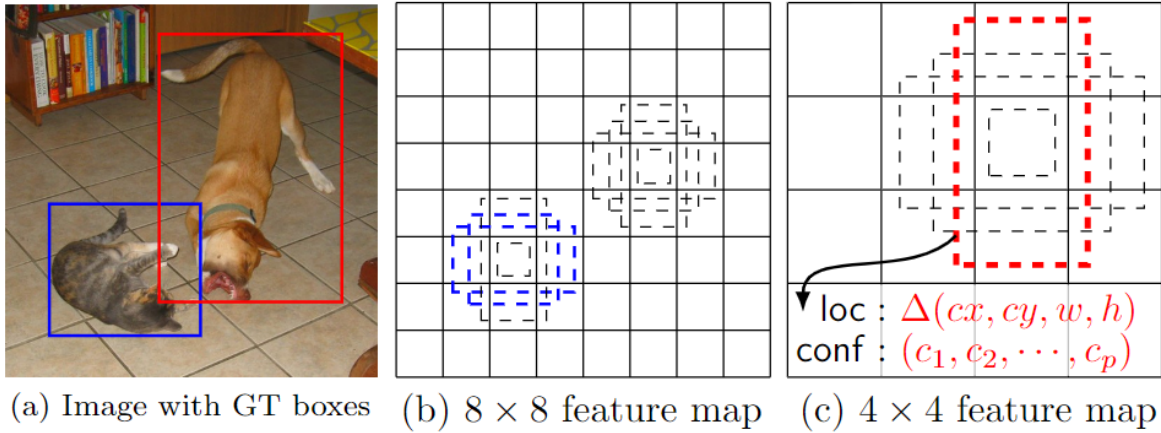 loc : Δ(cx, cy, w, h)
conf : (c₁, c₂, ⋯, cₚ)
(a) Image with GT boxes
(b) 8 × 8 feature map
(c) 4 × 4 feature map